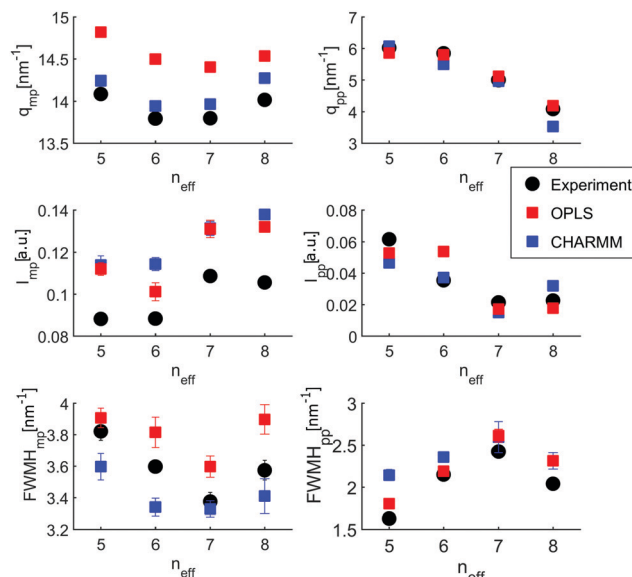 15
14.5
14
13.5
q_mp[nm^-1]
5 6 7 8
n_eff
7
6
5
4
3
q_pp[nm^-1]
5 6 7 8
n_eff
Experiment
OPLS
CHARMM
0.14
0.12
0.1
0.08
I_mp[a.u.]
5 6 7 8
n_eff
0.08
0.06
0.04
0.02
0
I_pp[a.u.]
5 6 7 8
n_eff
4
3.8
3.6
3.4
3.2
FWMH_mp[nm^-1]
5 6 7 8
n_eff
3
2.5
2
1.5
FWMH_pp[nm^-1]
5 6 7 8
n_eff